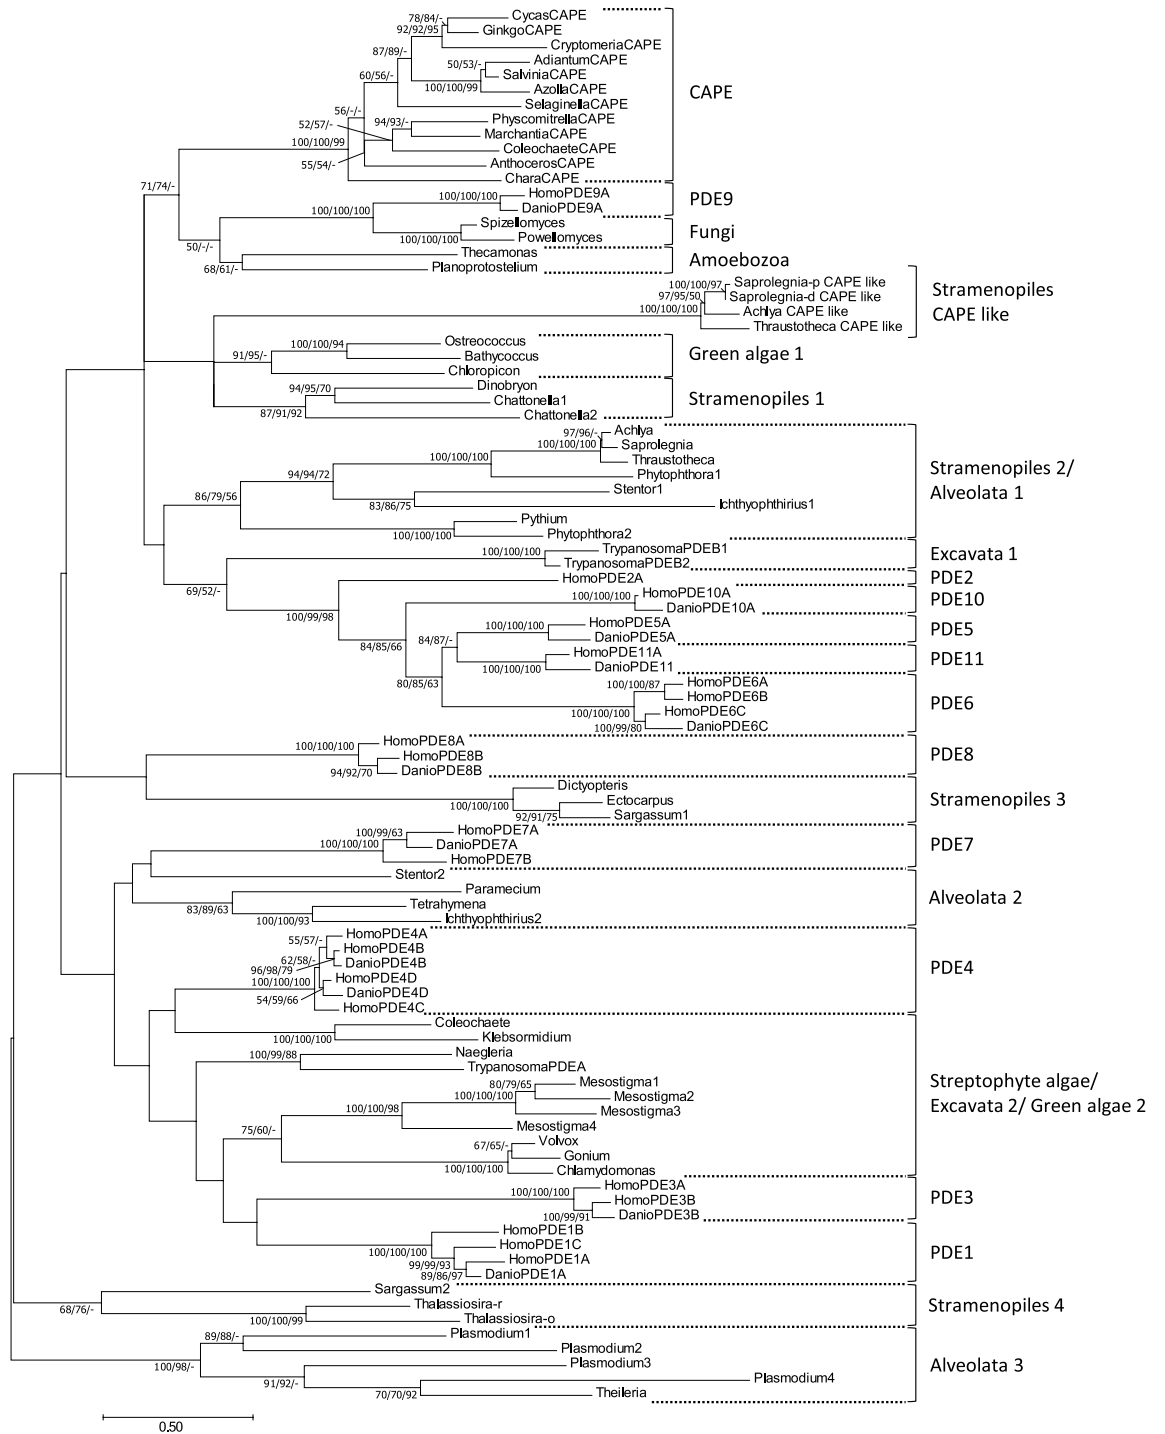 78/84/-
CycasCAPE
92/92/95
GinkgoCAPE
CryptomeriaCAPE
87/89/-
AdiantumCAPE
50/53/-
SalviniaCAPE
60/56/-
100/100/99
AzollaCAPE
CAPE
SelaginellaCAPE
56/-/-
52/57/-
94/93/-
PhyscomitrellaCAPE
MarchantiaCAPE
100/100/99
ColeochaeteCAPE
55/54/-
AnthocerosCAPE
CharaCAPE
71/74/-
HomoPDE9A
100/100/100
DanioPDE9A
PDE9
100/100/100
Spizellomyces
100/100/100
Powellomyces
Fungi
50/-/-
Thecamonas
68/61/-
Planoprotostelium
Amoebozoa
100/100/97
Saprolegnia-p CAPE like
97/95/50
Saprolegnia-d CAPE like
100/100/100
Achlya CAPE like
Thraustotheca CAPE like
Stramenopiles
CAPE like
Ostreococcus
100/100/94
91/95/-
Bathycoccus
Green algae 1
Chloropicon
Dinobryon
94/95/70
Chattonella1
Stramenopiles 1
87/91/92
Chattonella2
Achlya
97/96/-
100/100/100
Saprolegnia
100/100/100
Thraustotheca
94/94/72
Phytophthora1
Stramenopiles 2/
Alveolata 1
86/79/56
Stentor1
83/86/75
Ichthyophthirius1
Pythium
100/100/100
Phytophthora2
TrypanosomaPDEB1
100/100/100
TrypanosomaPDEB2
Excavata 1
69/52/-
HomoPDE2A
PDE2
HomoPDE10A
100/100/100
DanioPDE10A
PDE10
100/99/98
HomoPDE5A
100/100/100
DanioPDE5A
PDE5
84/87/-
84/85/66
HomoPDE11A
100/100/100
DanioPDE11
PDE11
80/85/63
HomoPDE6A
100/100/87
HomoPDE6B
100/100/100
HomoPDE6C
100/99/80
DanioPDE6C
PDE6
HomoPDE8A
100/100/100
HomoPDE8B
94/92/70
DanioPDE8B
PDE8
Dictyopteris
100/100/100
Ectocarpus
92/91/75
Sargassum1
Stramenopiles 3
100/99/63
HomoPDE7A
100/100/100
DanioPDE7A
HomoPDE7B
PDE7
Stentor2
Paramecium
83/89/63
Tetrahymena
100/100/93
Ichthyophthirius2
Alveolata 2
55/57/-
HomoPDE4A
62/58/-
HomoPDE4B
96/98/79
DanioPDE4B
100/100/100
HomoPDE4D
54/59/66
DanioPDE4D
HomoPDE4C
PDE4
Coleochaete
100/100/100
Klebsormidium
100/99/88
Naegleria
TrypanosomaPDEA
80/79/65
Mesostigma1
100/100/100
Mesostigma2
100/100/98
Mesostigma3
Streptophyte algae/
Excavata 2/ Green algae 2
Mesostigma4
75/60/-
67/65/-
Volvox
Gonium
100/100/100
Chlamydomonas
HomoPDE3A
100/100/100
HomoPDE3B
100/99/91
DanioPDE3B
PDE3
HomoPDE1B
100/100/100
HomoPDE1C
99/99/93
HomoPDE1A
89/86/97
DanioPDE1A
PDE1
Sargassum2
68/76/-
Thalassiosira-r
100/100/99
Thalassiosira-o
Stramenopiles 4
89/88/-
Plasmodium1
Plasmodium2
100/98/-
Plasmodium3
91/92/-
Plasmodium4
70/70/92
Theileria
Alveolata 3
0.50